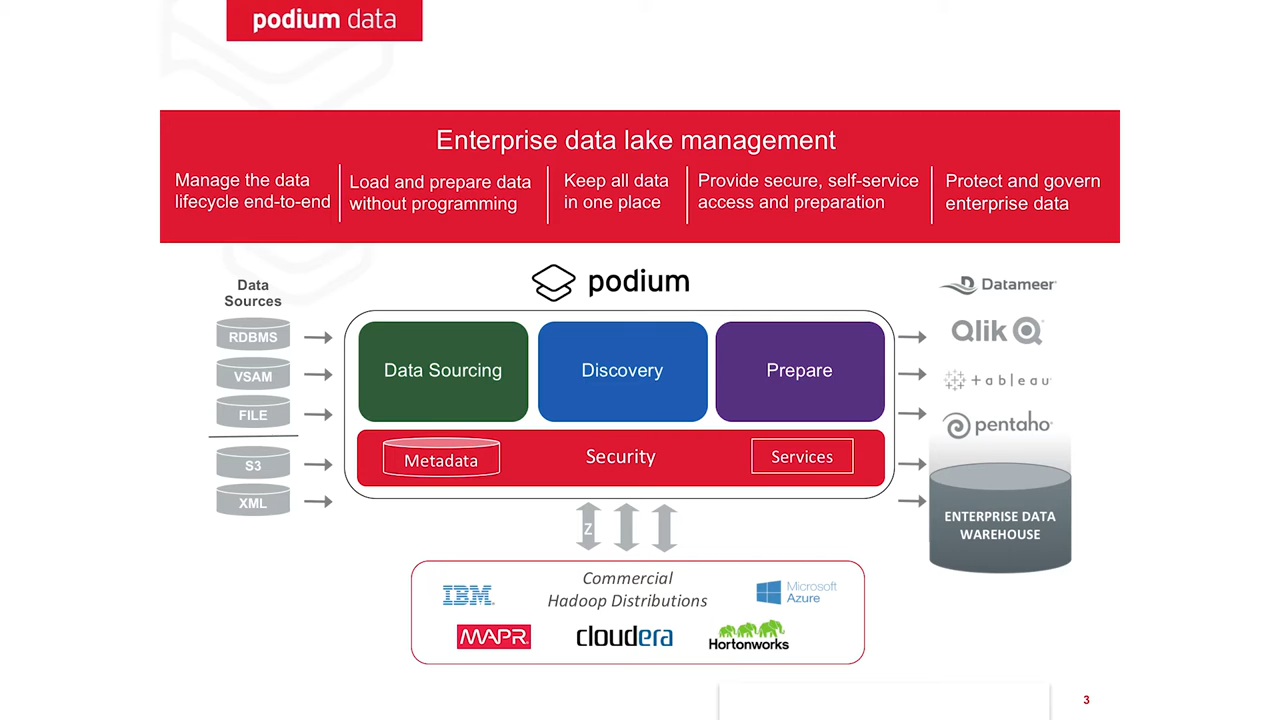 podium data
Enterprise data lake management
Manage the data
lifecycle end-to-end
Load and prepare data
without programming
Keep all data
in one place
Provide secure, self-service
access and preparation
Protect and govern
enterprise data
Data
Sources
RDBMS
VSAM
FILE
S3
XML
podium
Data Sourcing
Discovery
Prepare
Metadata
Security
Services
Z
Commercial
Hadoop Distributions
IBM
Microsoft
Azure
MAPR
cloudera
Hortonworks
Datameer
Qlik Q
tableau
pentaho
ENTERPRISE DATA
WAREHOUSE
3